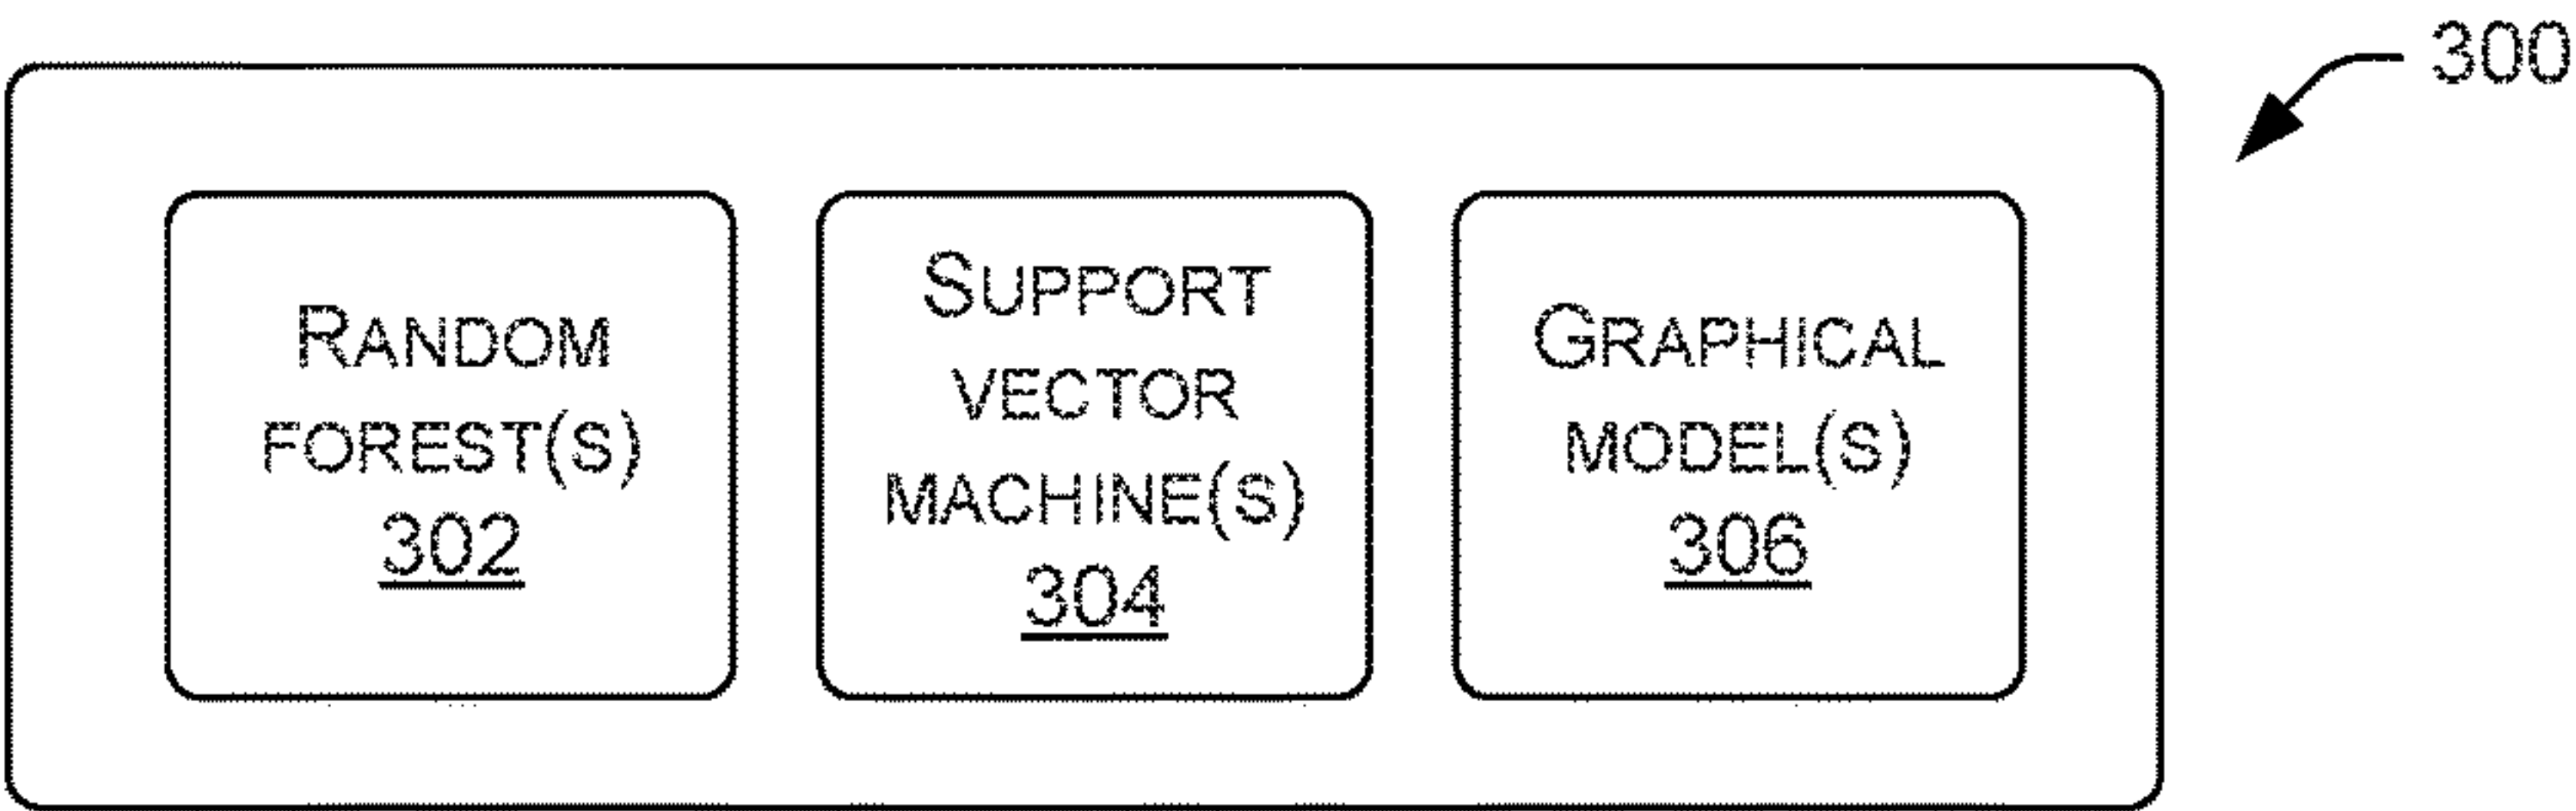 300
RANDOM
FOREST(S)
302
SUPPORT
VECTOR
MACHINE(S)
304
GRAPHICAL
MODEL(S)
306